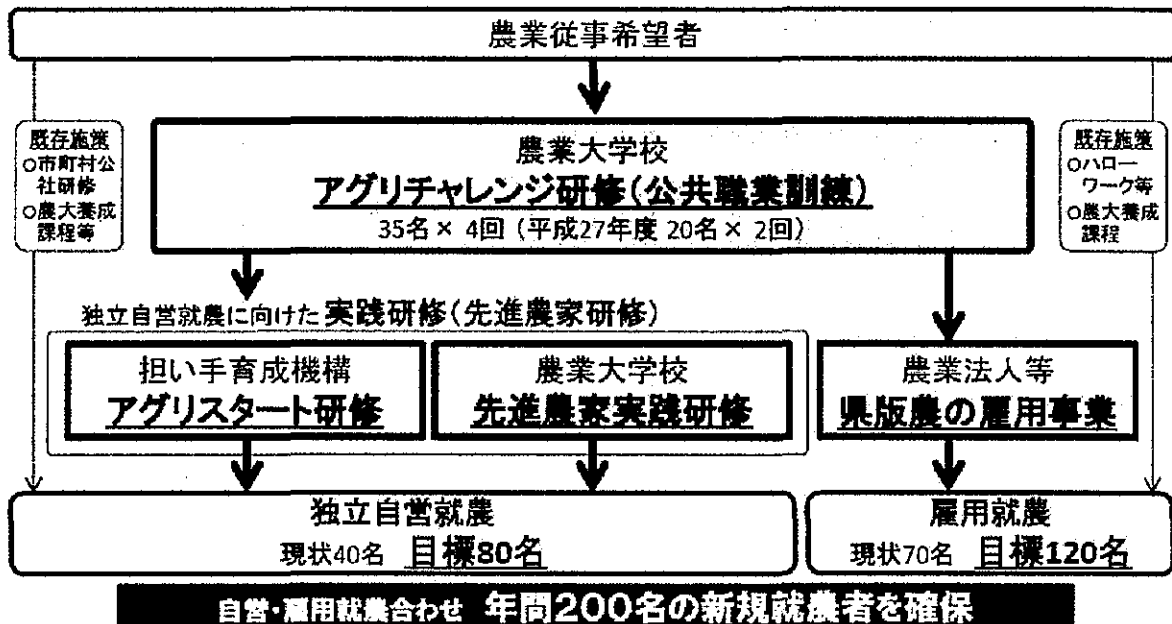 農業従事希望者
既存施策
○市町村公
社研修
○農大養成
課程等
農業大学校
アグリチャレンジ研修(公共職業訓練)
35名 × 4回 (平成27年度 20名 × 2回)
既存施策
○ハロー
ワーク等
○農大養成
課程
独立自営就農に向けた 実践研修(先進農家研修)
担い手育成機構
アグリスタート研修
農業大学校
先進農家実践研修
農業法人等
県版農の雇用事業
独立自営就農
現状40名 目標80名
雇用就農
現状70名 目標120名
自営・雇用就農合わせ 年間200名の新規就農者を確保